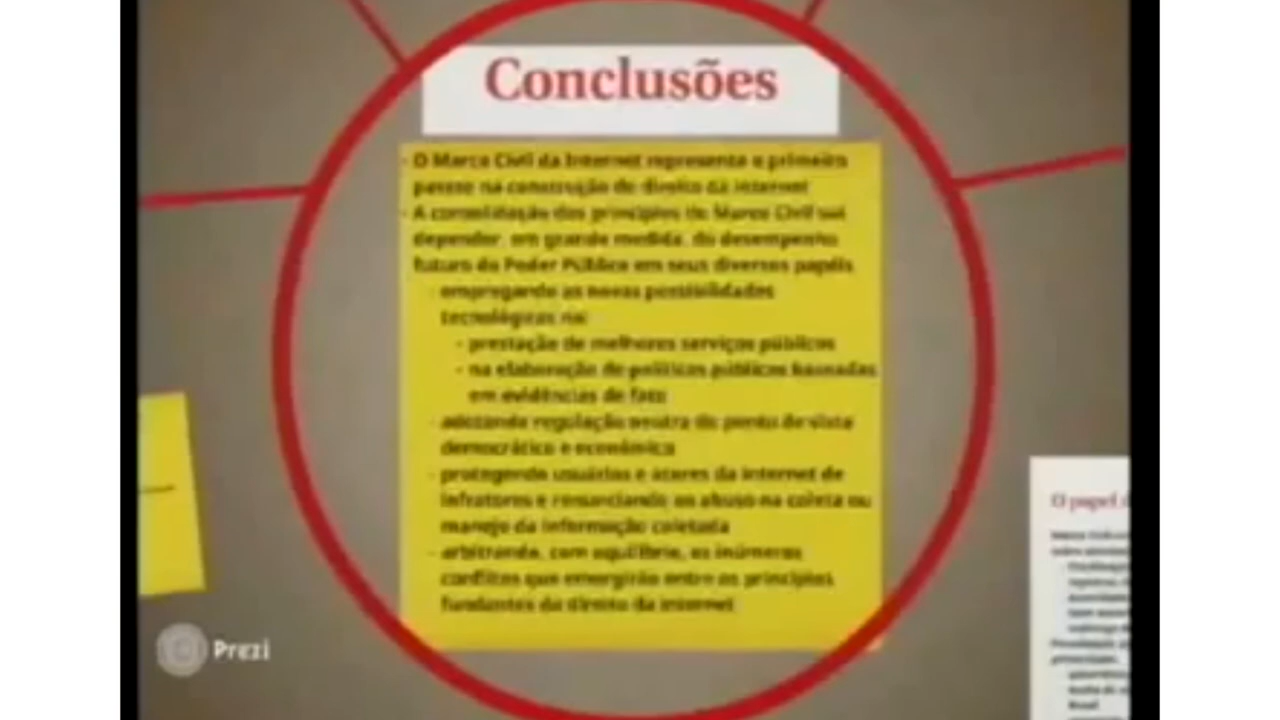 Conclusões
- O Marco Civil da Internet representa o primeiro
passo na construção do direito da internet
- A consolidação dos princípios do Marco Civil vai
depender, em grande medida, do desempenho
futuro do Poder Público em seus diversos papéis
- empregando as novas possibilidades
tecnológicas na:
- prestação de melhores serviços públicos
- na elaboração de políticas públicas baseadas
em evidências de fato
- adotando regulação neutra do ponto de vista
democrático e econômico
- protegendo usuários e atores da internet de
infratores e ao abuso na coleta ou
manejo da informação coletada
- arbitrando, com equilíbrio, os inúmeros
conflitos que emergirão entre os princípios
fundantes do direito da internet
Prezi
O papel
Brasil